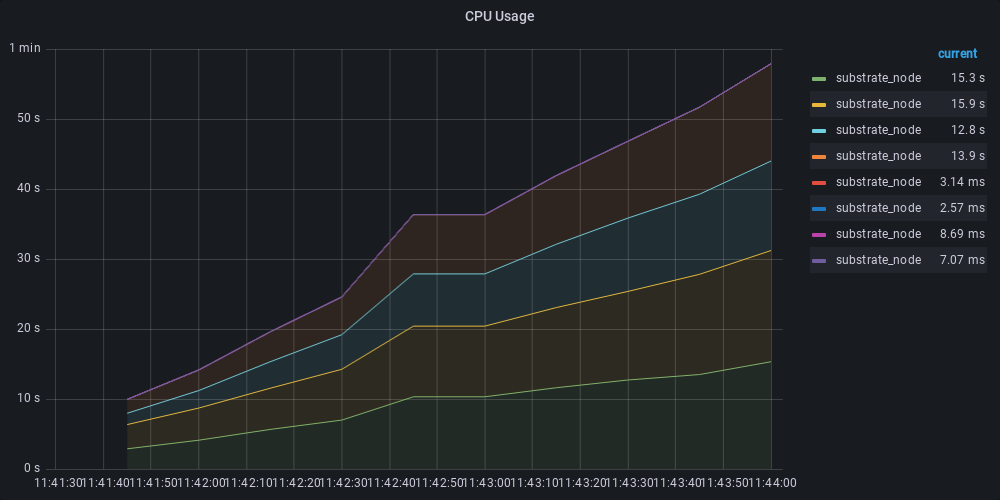 CPU Usage
1 min
50 s
40 s
30 s
20 s
10 s
0 s
11:41:30 11:41:40 11:41:50 11:42:00 11:42:10 11:42:20 11:42:30 11:42:40 11:42:50 11:43:00 11:43:10 11:43:20 11:43:30 11:43:40 11:43:50 11:44:00
current
substrate_node 15.3 s
substrate_node 15.9 s
substrate_node 12.8 s
substrate_node 13.9 s
substrate_node 3.14 ms
substrate_node 2.57 ms
substrate_node 8.69 ms
substrate_node 7.07 ms